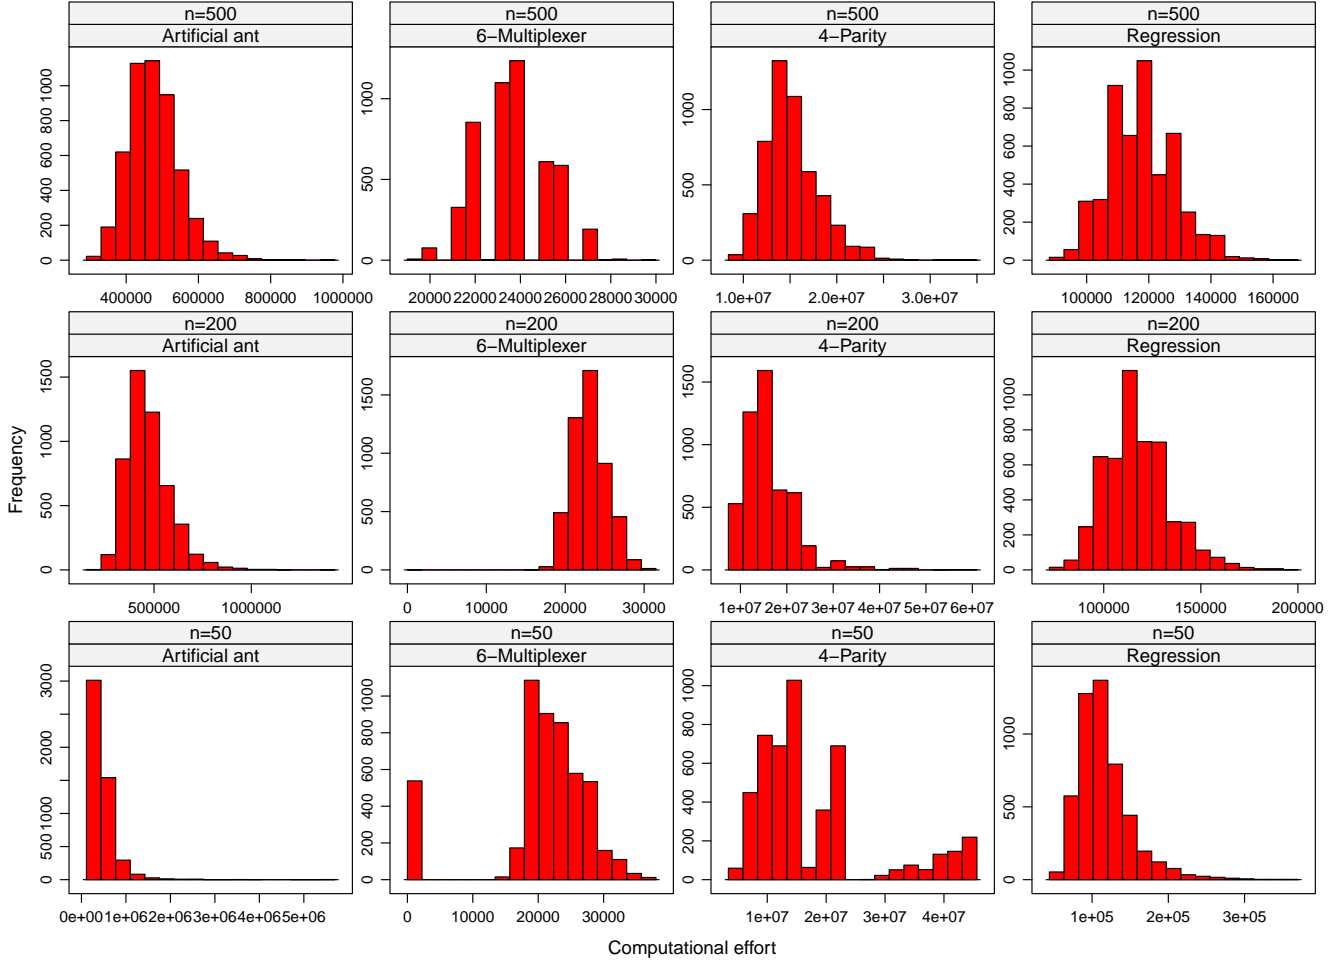 n=500 n=500 n=500 n=500
Artificial ant 6−Multiplexer 4−Parity Regression
0 200 400 600 800 1000
400000 600000 800000 1000000
0 500 1000
20000 22000 24000 26000 28000 30000
0 500 1000
1.0e+07 2.0e+07 3.0e+07
0 200 400 600 800 1000
100000 120000 140000 160000
n=200 n=200 n=200 n=200
Artificial ant 6−Multiplexer 4−Parity Regression
Frequency
0 500 1000 1500
500000 1000000
0 500 1000 1500
0 10000 20000 30000
0 500 1000 1500
1e+07 2e+07 3e+07 4e+07 5e+07 6e+07
0 200 400 600 800 1000
100000 150000 200000
n=50 n=50 n=50 n=50
Artificial ant 6−Multiplexer 4−Parity Regression
0 500 1000 2000 3000
0e+00 1e+06 2e+06 3e+06 4e+06 5e+06
0 200 400 600 800 1000
0 10000 20000 30000
0 200 400 600 800 1000
1e+07 2e+07 3e+07 4e+07
0 500 1000
1e+05 2e+05 3e+05
Computational effort